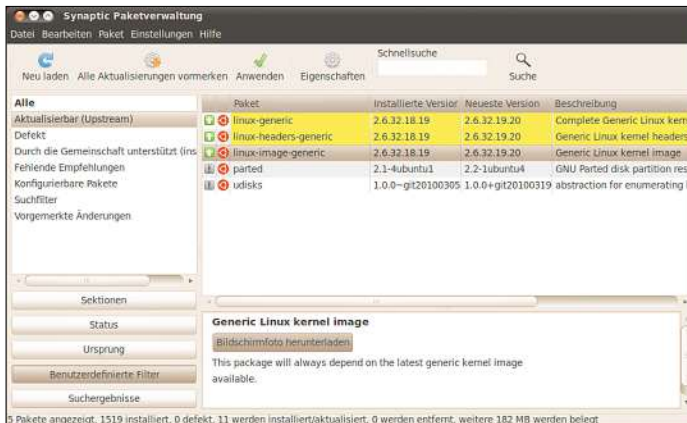 Synaptic Paketverwaltung
Datei Bearbeiten Paket Einstellungen Hilfe
Schnellsuche
Neu laden Alle Aktualisierungen vormerken Anwenden Eigenschaften Suche
Alle
Aktualisierbar (Upstream)
Defekt
Durch die Gemeinschaft unterstützt (ins
Fehlende Empfehlungen
Konfigurierbare Pakete
Suchfilter
Vorgemerkte Änderungen
Paket Installierte Version Neueste Version Beschreibung
linux-generic 2.6.32.18.19 2.6.32.19.20 Complete Generic Linux kern
linux-headers-generic 2.6.32.18.19 2.6.32.19.20 Generic Linux kernel headers
linux-image-generic 2.6.32.18.19 2.6.32.19.20 Generic Linux kernel image
parted 2.1-4ubuntu1 2.2-1ubuntu4 GNU Parted disk partition res
udisks 1.0.0~git20100305 1.0.0+git20100319 abstraction for enumerating
Sektionen
Status
Ursprung
Benutzerdefinierte Filter
Suchergebnisse
Generic Linux kernel image
Bildschirmfoto herunterladen
This package will always depend on the latest generic kernel image
available.
5 Pakete angezeigt, 1519 installiert, 0 defekt, 11 werden installiert/aktualisiert, 0 werden entfernt, weitere 182 MB werden belegt